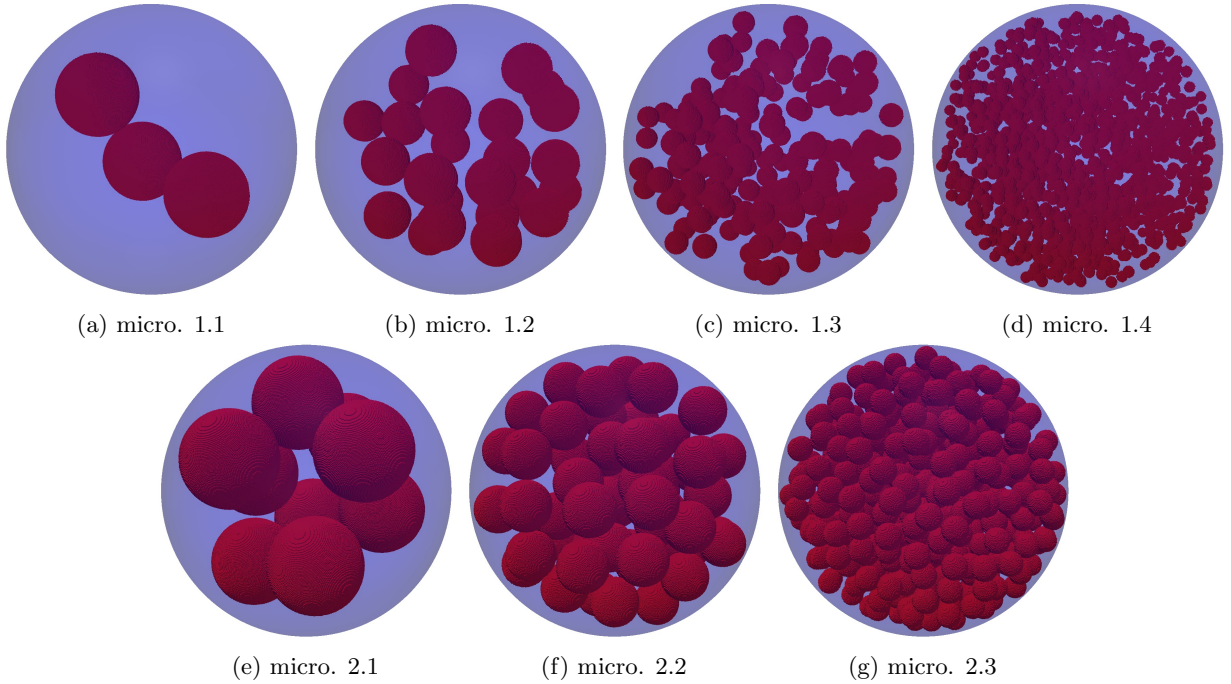 (a) micro. 1.1
(b) micro. 1.2
(c) micro. 1.3
(d) micro. 1.4
(e) micro. 2.1
(f) micro. 2.2
(g) micro. 2.3